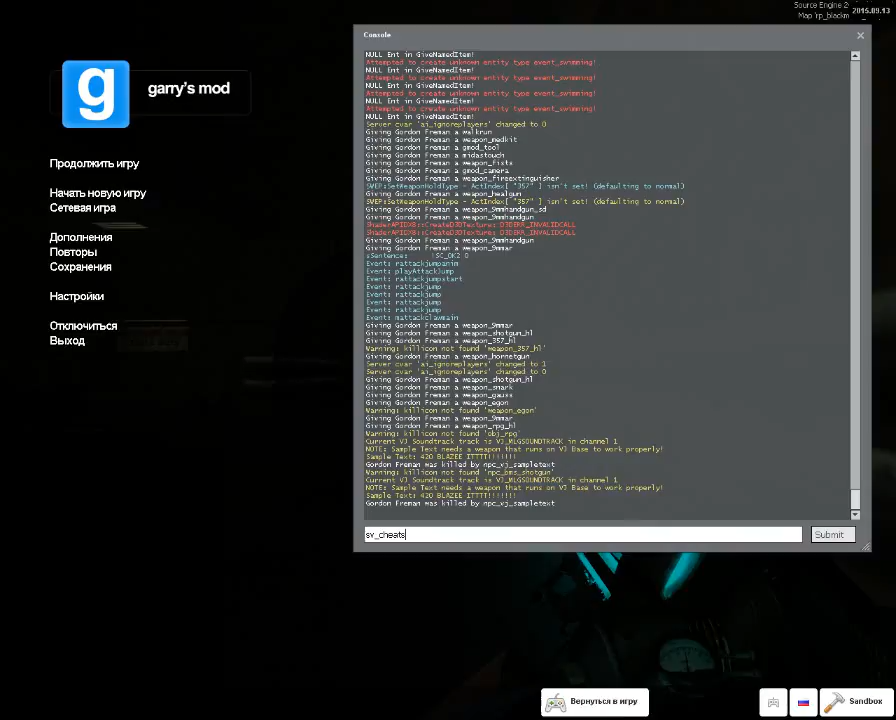 Source Engine 2
2015.09.13
Map 'rp_blackm
g
garry's mod
Продолжить игру
Начать новую игру
Сетевая игра
Дополнения
Повторы
Сохранения
Настройки
Отключиться
Выход
Console
NULL Ent in GiveNamedItem!
Attempted to create unknown entity type event_swimming!
NULL Ent in GiveNamedItem!
Attempted to create unknown entity type event_swimming!
NULL Ent in GiveNamedItem!
Attempted to create unknown entity type event_swimming!
NULL Ent in GiveNamedItem!
Attempted to create unknown entity type event_swimming!
NULL Ent in GiveNamedItem!
Server cvar 'ai_ignoreplayers' changed to 0
Giving Gordon Freman a walkrun
Giving Gordon Freman a weapon_medkit
Giving Gordon Freman a gmod_tool
Giving Gordon Freman a midastouch
Giving Gordon Freman a weapon_fists
Giving Gordon Freman a gmod_camera
Giving Gordon Freman a weapon_fireextinguisher
SWEP:SetWeaponHoldType - ActIndex[ "357" ] isn't set! (defaulting to normal)
Giving Gordon Freman a weapon_healgun
SWEP:SetWeaponHoldType - ActIndex[ "357" ] isn't set! (defaulting to normal)
Giving Gordon Freman a weapon_9mmhandgun_sd
Giving Gordon Freman a weapon_9mmhandgun
ShaderAPIDX8::CreateD3DTexture: D3DERR_INVALIDCALL
ShaderAPIDX8::CreateD3DTexture: D3DERR_INVALIDCALL
Giving Gordon Freman a weapon_9mmhandgun
Giving Gordon Freman a weapon_9mmar
sSentence: !SC_OK2 0
Event: rattackjumpanim
Event: playAttackJump
Event: rattackjumpstart
Event: rattackjump
Event: rattackjump
Event: rattackjump
Event: rattackjump
Event: mattackclawmain
Giving Gordon Freman a weapon_9mmar
Giving Gordon Freman a weapon_shotgun_hl
Giving Gordon Freman a weapon_357_hl
Warning: killicon not found 'weapon_357_hl'
Giving Gordon Freman a weapon_hornetgun
Server cvar 'ai_ignoreplayers' changed to 1
Server cvar 'ai_ignoreplayers' changed to 0
Giving Gordon Freman a weapon_shotgun_hl
Giving Gordon Freman a weapon_snark
Giving Gordon Freman a weapon_gauss
Giving Gordon Freman a weapon_egon
Warning: killicon not found 'weapon_egon'
Giving Gordon Freman a weapon_9mmar
Giving Gordon Freman a weapon_rpg_hl
Warning: killicon not found 'obj_rpg'
Current VJ Soundtrack track is VJ_MLGSOUNDTRACK in channel 1
NOTE: Sample Text needs a weapon that runs on VJ Base to work properly!
Sample Text: 420 BLAZEE ITTTT!!!!!!!
Gordon Freman was killed by npc_vj_sampletext
Warning: killicon not found 'npc_bms_shotgun'
Current VJ Soundtrack track is VJ_MLGSOUNDTRACK in channel 1
NOTE: Sample Text needs a weapon that runs on VJ Base to work properly!
Sample Text: 420 BLAZEE ITTTT!!!!!!!
Gordon Freman was killed by npc_vj_sampletext
sv_cheats
Submit
Вернуться в игру
Sandbox